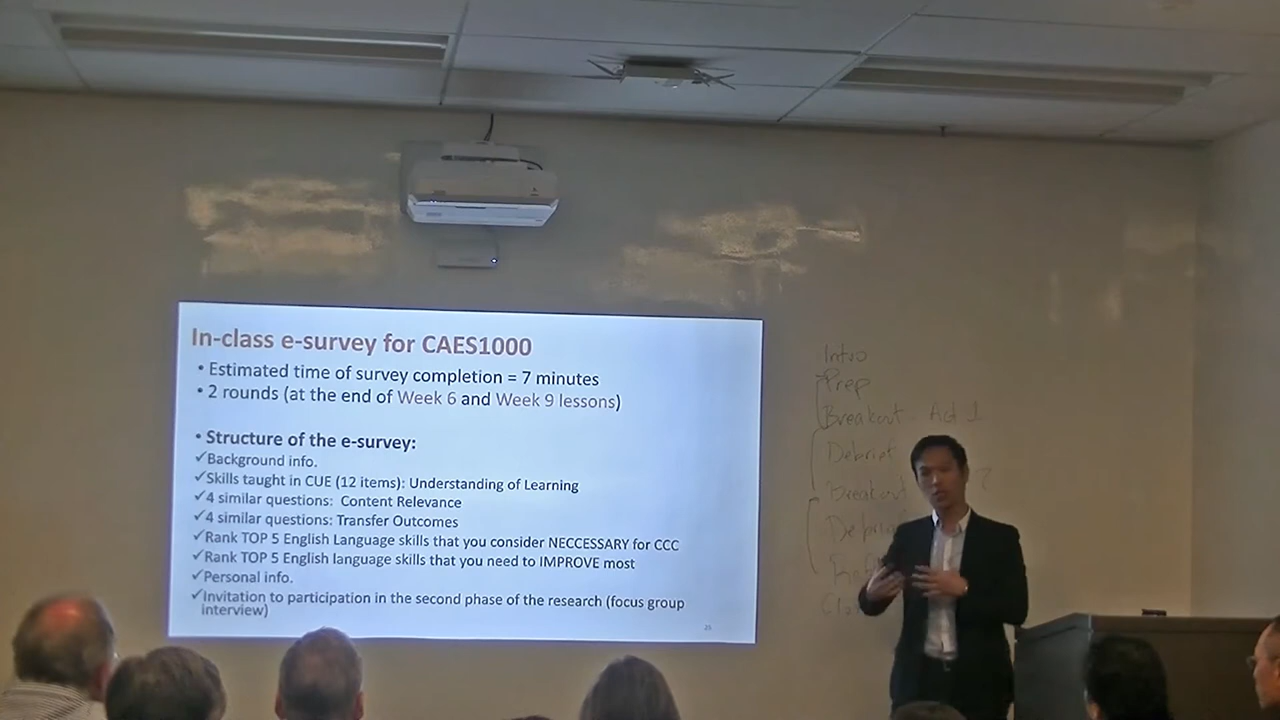 In-class e-survey for CAES1000
• Estimated time of survey completion = 7 minutes
• 2 rounds (at the end of Week 6 and Week 9 lessons)
• Structure of the e-survey:
✓Background info.
✓Skills taught in CUE (12 items): Understanding of Learning
✓4 similar questions: Content Relevance
✓4 similar questions: Transfer Outcomes
✓Rank TOP 5 English Language skills that you consider NECCESSARY for CCC
✓Rank TOP 5 English language skills that you need to IMPROVE most
✓Personal info.
✓Invitation to participation in the second phase of the research (focus group
interview)
25
Intro
Prep
Breakout Act 1
Debrief
Breakout